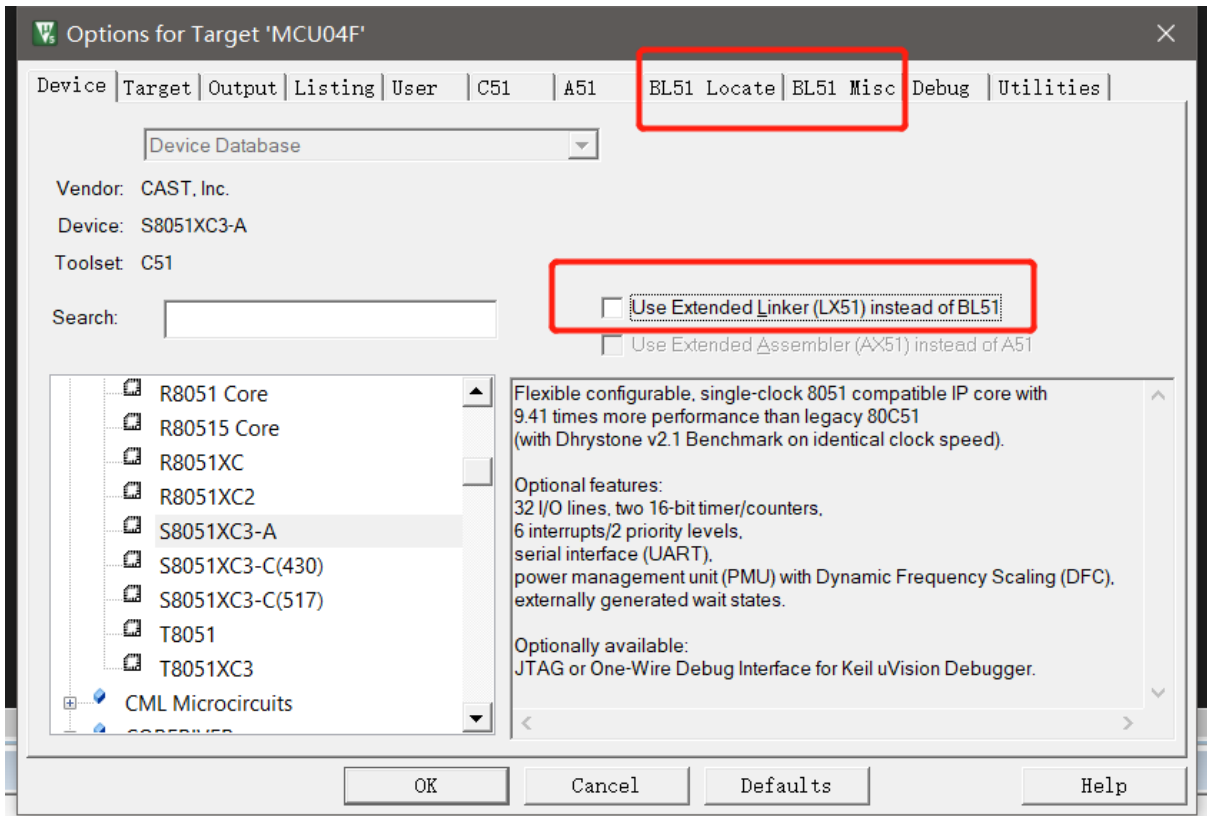 Options for Target 'MCU04F'
Device Target Output Listing User C51 A51 BL51 Locate BL51 Misc Debug Utilities
Device Database
Vendor: CAST, Inc.
Device: S8051XC3-A
Toolset C51
Search:
Use Extended Linker (LX51) instead of BL51
Use Extended Assembler (AX51) instead of A51
R8051 Core
R80515 Core
R8051XC
R8051XC2
S8051XC3-A
S8051XC3-C(430)
S8051XC3-C(517)
T8051
T8051XC3
CML Microcircuits
Flexible configurable, single-clock 8051 compatible IP core with
9.41 times more performance than legacy 80C51
(with Dhrystone v2.1 Benchmark on identical clock speed).
Optional features:
32 I/O lines, two 16-bit timer/counters,
6 interrupts/2 priority levels,
serial interface (UART),
power management unit (PMU) with Dynamic Frequency Scaling (DFC),
externally generated wait states.
Optionally available:
JTAG or One-Wire Debug Interface for Keil uVision Debugger.
OK Cancel Defaults Help